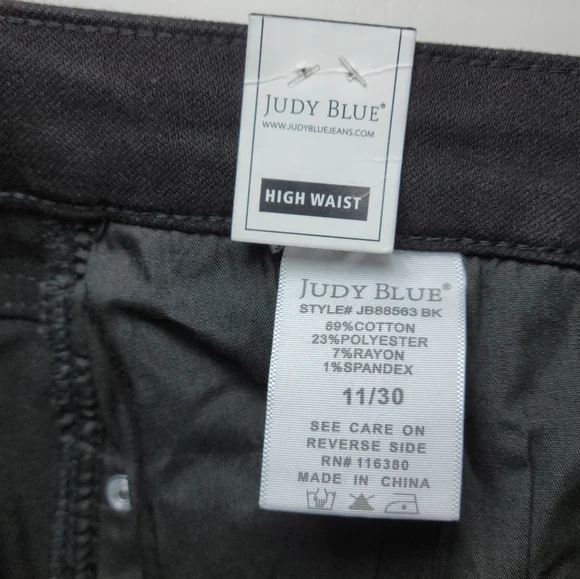 JUDY BLUE®
WWW.JUDYBLUEJEANS.COM
HIGH WAIST
JUDY BLUE®
STYLE# JB88563 BK
69%COTTON
23%POLYESTER
7%RAYON
1%SPANDEX
11/30
SEE CARE ON
REVERSE SIDE
RN# 116380
MADE IN CHINA